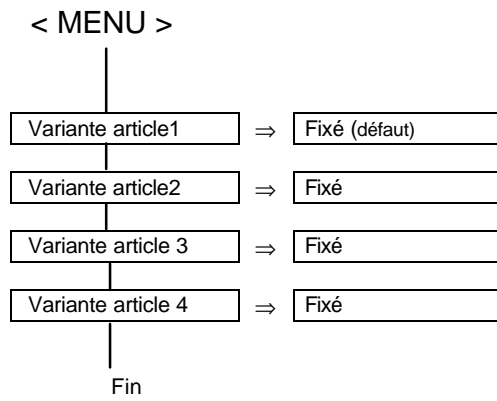 < MENU >
Variante article1 ⇒ Fixé (défaut)
Variante article2 ⇒ Fixé
Variante article 3 ⇒ Fixé
Variante article 4 ⇒ Fixé
Fin